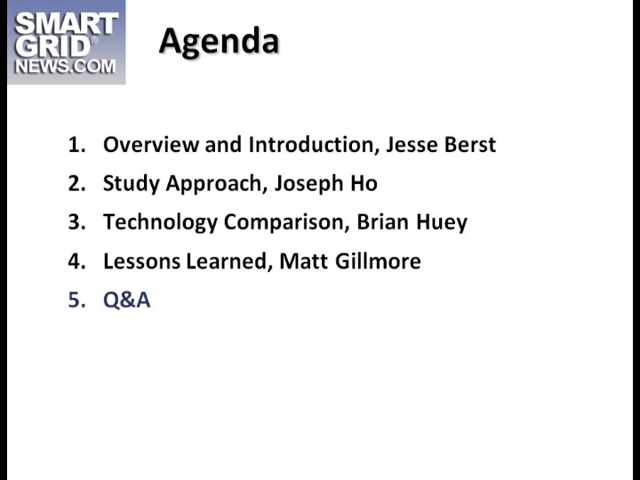 SMART
GRID®
NEWS.COM
Agenda
1. Overview and Introduction, Jesse Berst
2. Study Approach, Joseph Ho
3. Technology Comparison, Brian Huey
4. Lessons Learned, Matt Gillmore
5. Q&A